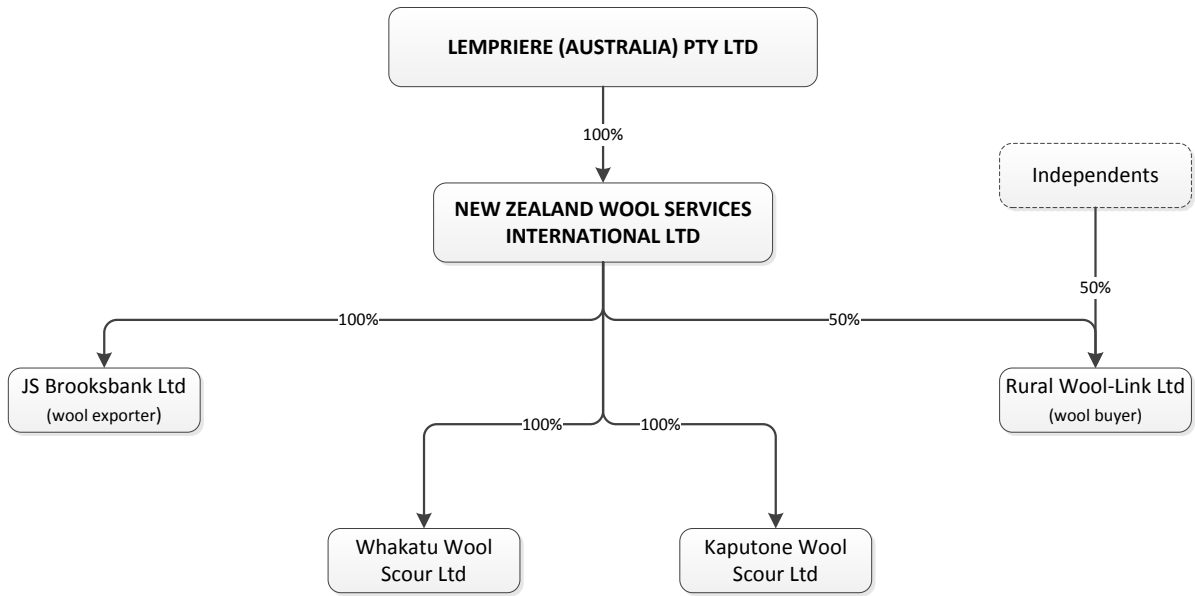 LEMPRIERE (AUSTRALIA) PTY LTD
100%
Independents
NEW ZEALAND WOOL SERVICES
INTERNATIONAL LTD
50%
100%
50%
JS Brooksbank Ltd
(wool exporter)
Rural Wool-Link Ltd
(wool buyer)
100%
100%
Whakatu Wool
Scour Ltd
Kaputone Wool
Scour Ltd